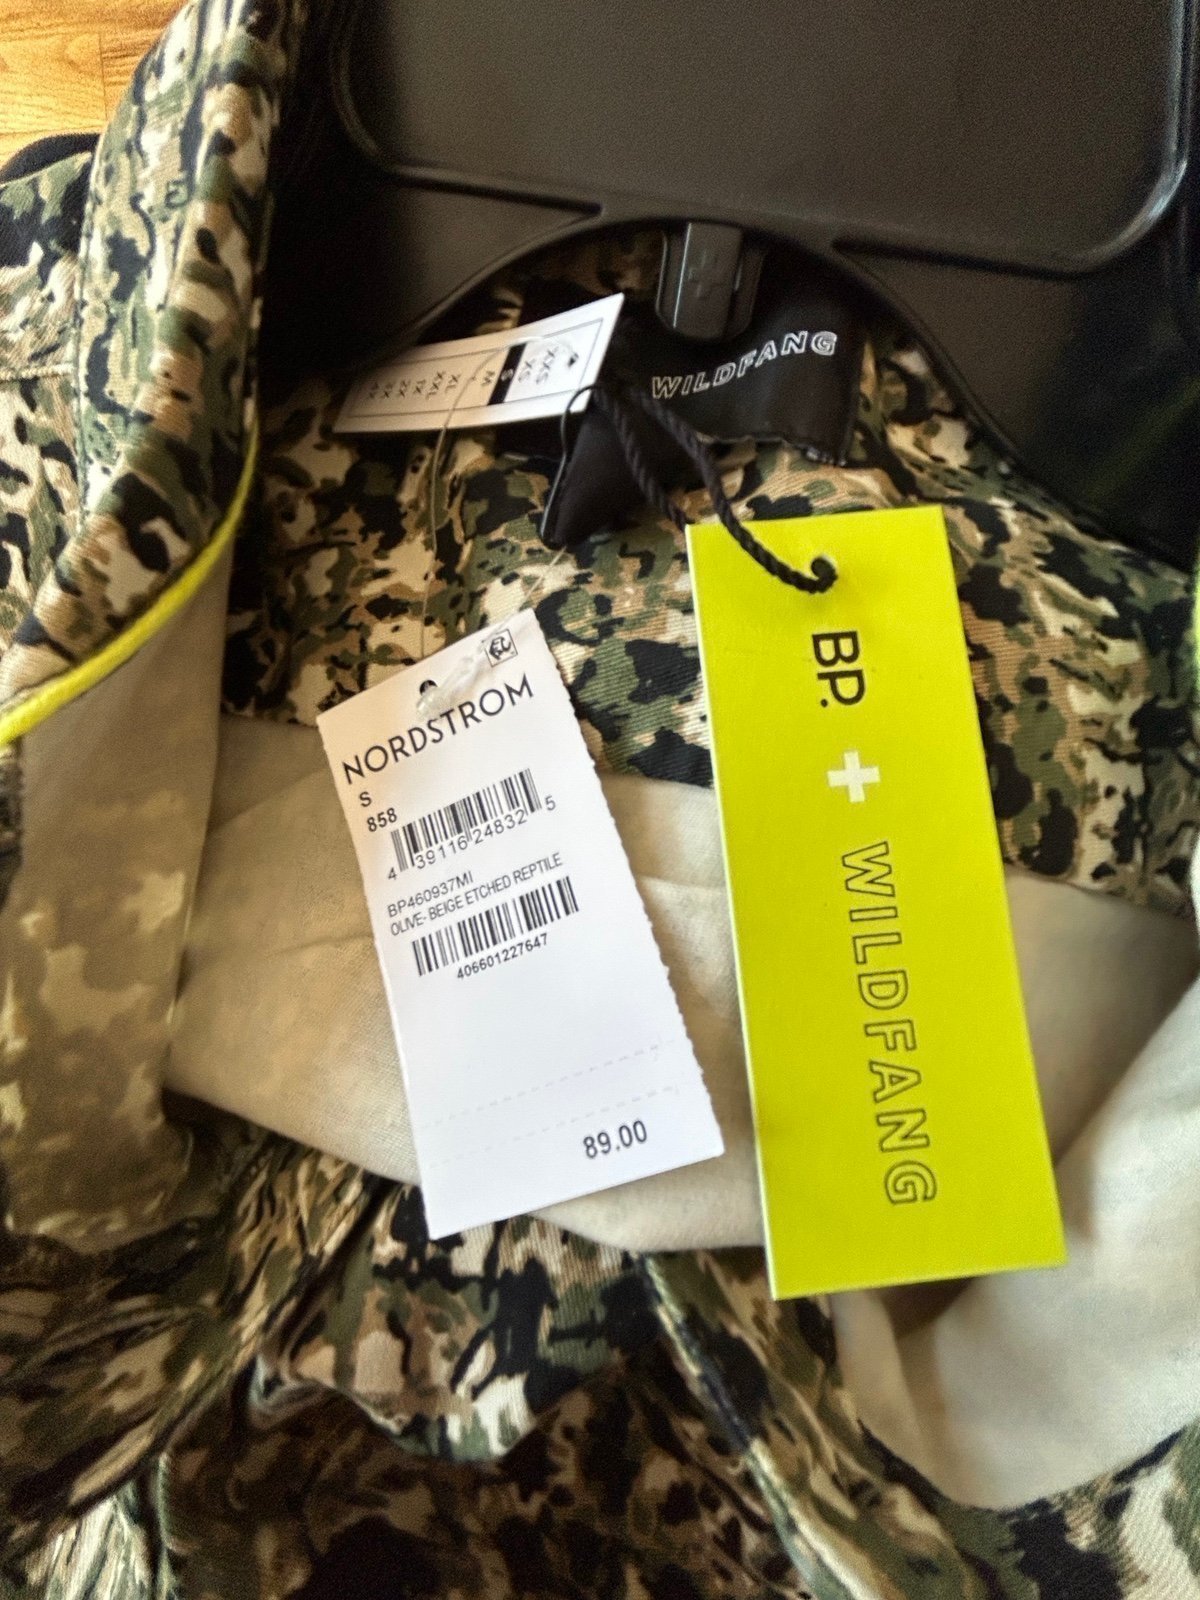 WILDFANG
XXS
XS
S
M
XL
XXL
1X
2X
NORDSTROM
S
858
4 39116 24832 5
BP460937MI
OLIVE- BEIGE ETCHED REPTILE
406601227647
89.00
BP. + WILDFANG